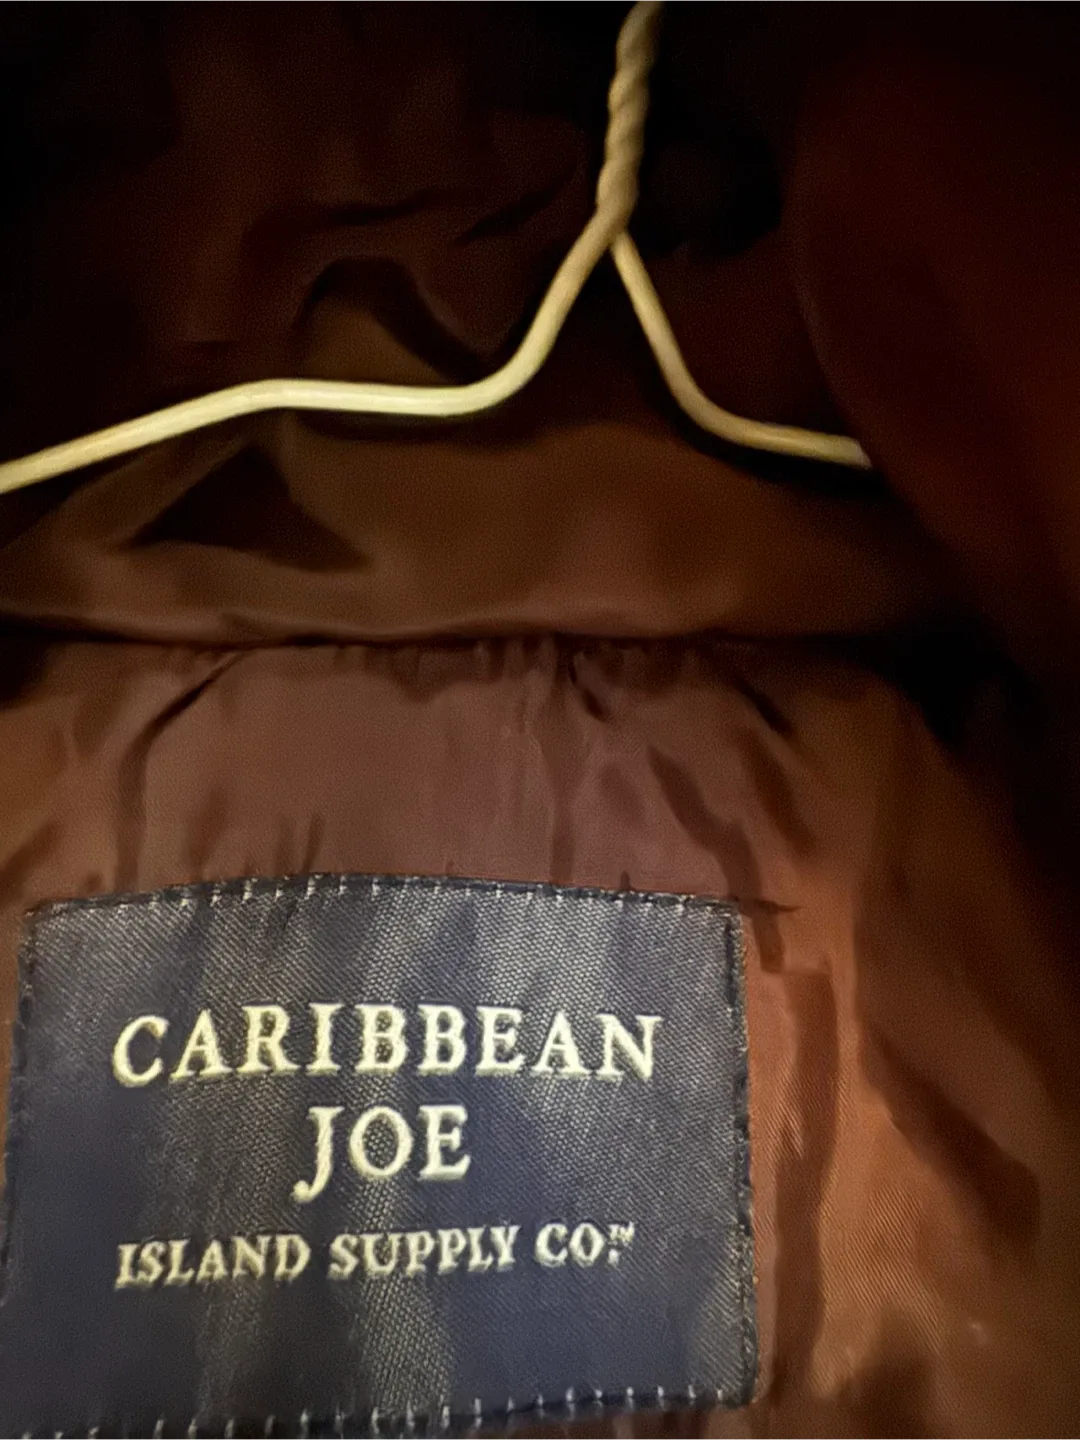 CARIBBEAN
JOE
ISLAND SUPPLY CO.™